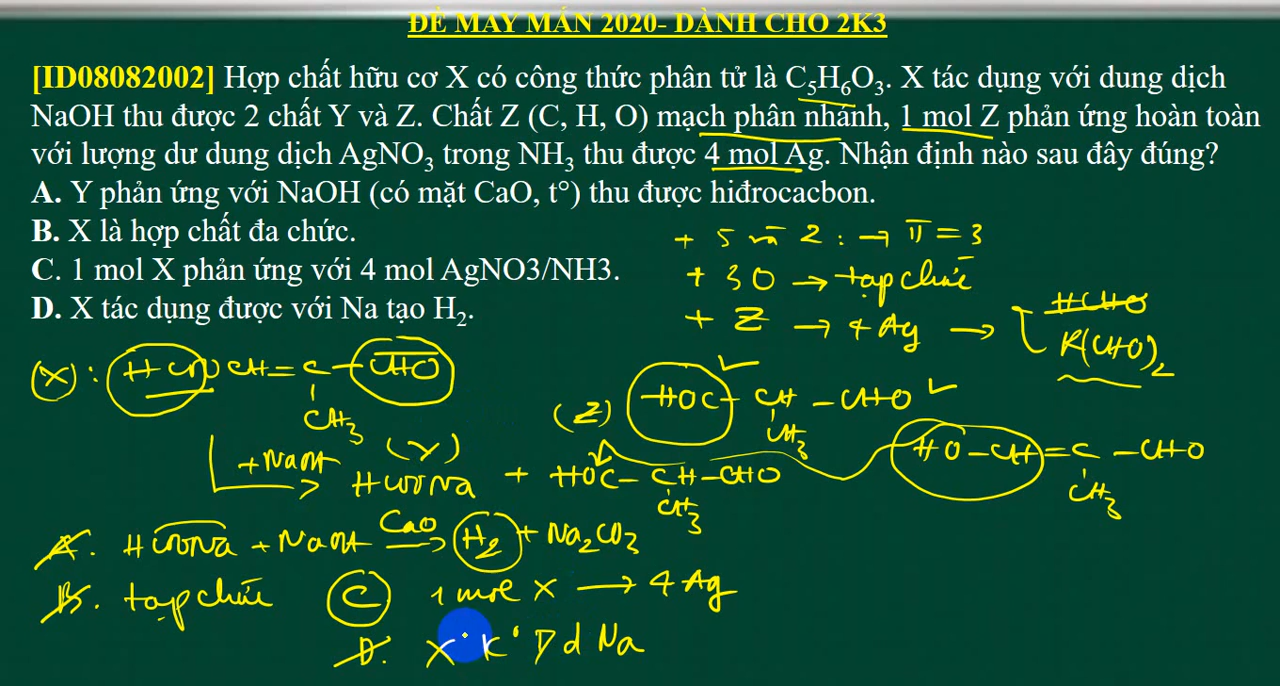 ĐỀ MAY MẮN 2020- DÀNH CHO 2K3
[ID08082002] Hợp chất hữu cơ X có công thức phân tử là C₅H₆O₃. X tác dụng với dung dịch
NaOH thu được 2 chất Y và Z. Chất Z (C, H, O) mạch phân nhánh, 1 mol Z phản ứng hoàn toàn
với lượng dư dung dịch AgNO₃ trong NH₃ thu được 4 mol Ag. Nhận định nào sau đây đúng?
A. Y phản ứng với NaOH (có mặt CaO, t°) thu được hiđrocacbon.
B. X là hợp chất đa chức.
C. 1 mol X phản ứng với 4 mol AgNO3/NH3.
D. X tác dụng được với Na tạo H₂.
+ 5 và 2 : → π = 3
+ 3O → tạp chức
+ Z → 4 Ag → HCHO
R(CHO)₂
(X) : HCOO CH = C – CHO
CH₃
(Z) HOC – CH – CHO
CH₃
+NaOH → HCOONa (Y) + HOC – CH – CHO
CH₃
HO – CH = C – CHO
CH₃
A. HCOONa + NaOH CaO → H₂ + Na₂CO₃
B. tạp chức
C 1 mol X → 4 Ag
D. X K' Na